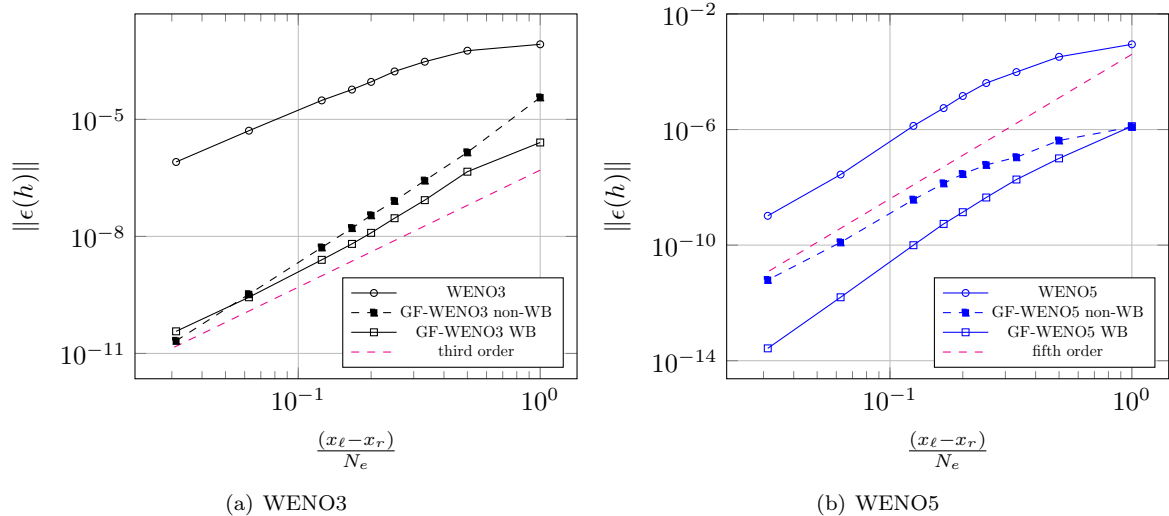 10^{-5}
10^{-8}
10^{-11}
10^{-1}
10^{0}
||ϵ(h)||
WENO3
GF-WENO3 non-WB
GF-WENO3 WB
third order
(x_ℓ−x_r)
N_e
(a) WENO3
10^{-2}
10^{-6}
10^{-10}
10^{-14}
10^{-1}
10^{0}
||ϵ(h)||
WENO5
GF-WENO5 non-WB
GF-WENO5 WB
fifth order
(x_ℓ−x_r)
N_e
(b) WENO5